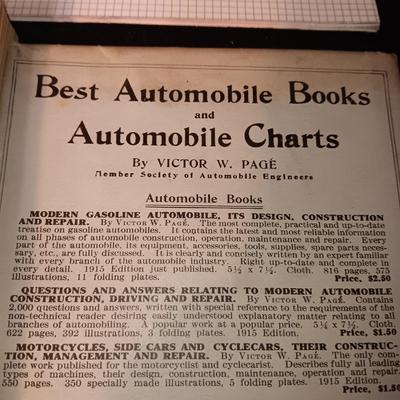 Best Automobile Books
and
Automobile Charts
By VICTOR W. PAGÉ
Member Society of Automobile Engineers
Automobile Books
MODERN GASOLINE AUTOMOBILE, ITS DESIGN, CONSTRUCTION
AND REPAIR. By VICTOR W. PAGÉ. The most complete, practical and up-to-date
treatise on gasoline automobiles. It contains the latest and most reliable information
on all phases of automobile construction, operation, maintenance and repair. Every
part of the automobile, its equipment, accessories, tools, supplies, spare parts neces-
sary, etc., are fully discussed. It is clearly and concisely written by an expert familiar
with every branch of the automobile industry. Right up-to-date and complete in
every detail. 1915 Edition just published. 5½ x 7½. Cloth. 816 pages, 575
illustrations, 11 folding plates. Price, $2.50
QUESTIONS AND ANSWERS RELATING TO MODERN AUTOMOBILE
CONSTRUCTION, DRIVING AND REPAIR. By VICTOR W. PAGÉ. Contains
2,000 questions and answers, written with special reference to the requirements of the
non-technical reader desiring easily understood explanatory matter relating to all
branches of automobiling. A popular work at a popular price. 5¼ x 7½. Cloth.
622 pages, 392 illustrations, 3 folding plates. 1915 Edition. Price, $1.50
MOTORCYCLES, SIDE CARS AND CYCLECARS, THEIR CONSTRUC-
TION, MANAGEMENT AND REPAIR. By VICTOR W. PAGÉ. The only com-
plete work published for the motorcyclist and cyclecarist. Describes fully all leading
types of machines, their design, construction, maintenance, operation and repair.
550 pages. 350 specially made illustrations, 5 folding plates. 1915 Edition.
Price, $1.50